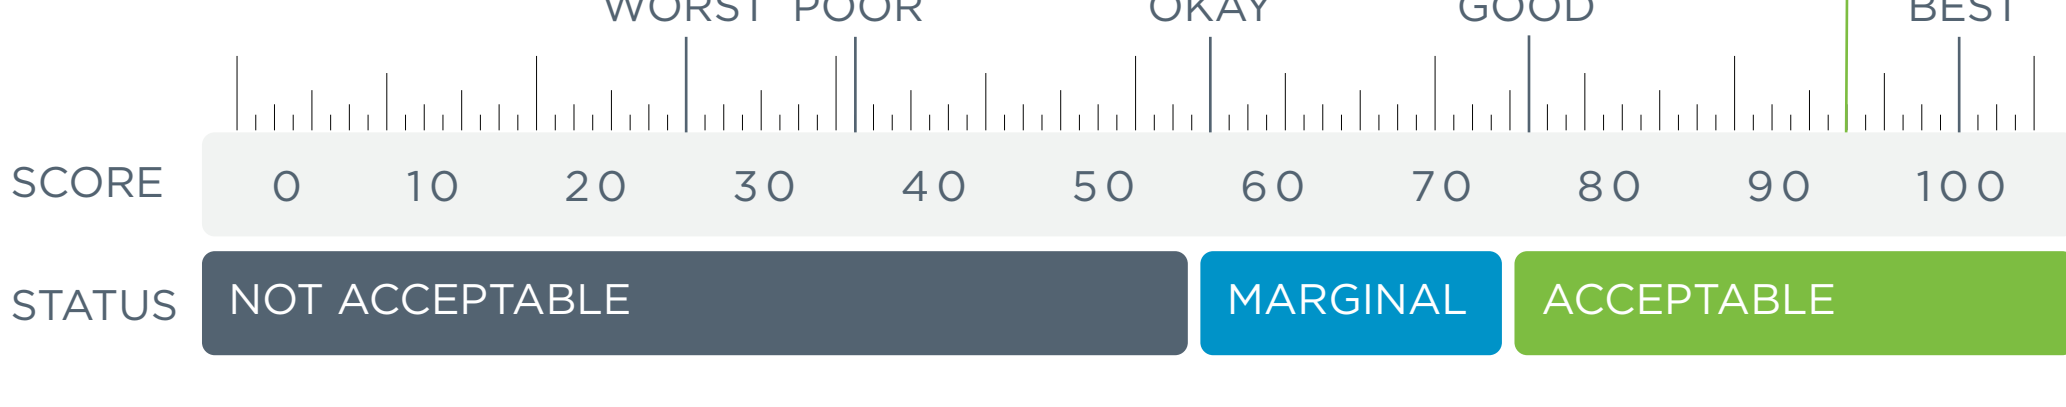 WORST POOR OKAY GOOD BEST
SCORE 0 10 20 30 40 50 60 70 80 90 100
STATUS NOT ACCEPTABLE MARGINAL ACCEPTABLE